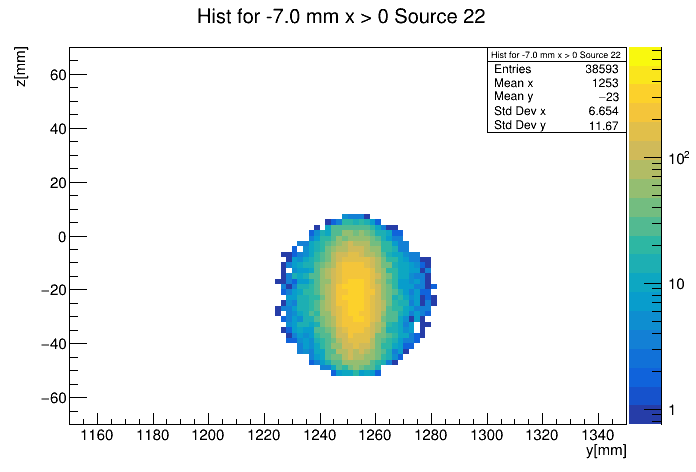 Hist for -7.0 mm x > 0 Source 22
z[mm]
Hist for -7.0 mm x > 0 Source 22
Entries 38593
Mean x 1253
Mean y −23
Std Dev x 6.654
Std Dev y 11.67
60
40
20
0
−20
−40
−60
10²
10
1
1160 1180 1200 1220 1240 1260 1280 1300 1320 1340
y[mm]